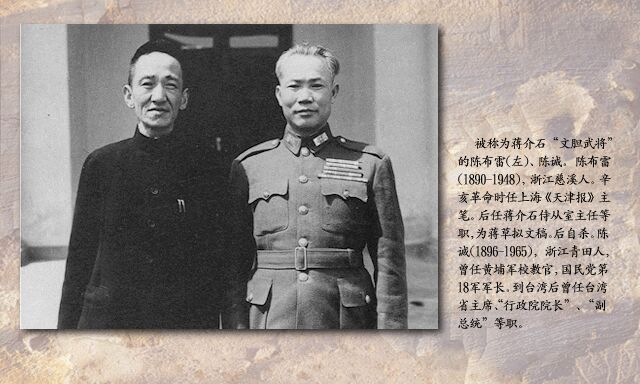 被称为蒋介石“文胆武将”
的陈布雷(左)、陈诚。陈布雷
(1890-1948)，浙江慈溪人。辛
亥革命时任上海《天津报》主
笔。后任蒋介石侍从室主任等
职,为蒋草拟文稿。后自杀。陈
诚(1896-1965)，浙江青田人，
曾任黄埔军校教官,国民党第
18军军长。到台湾后曾任台湾
省主席、“行政院院长”、“副
总统”等职。